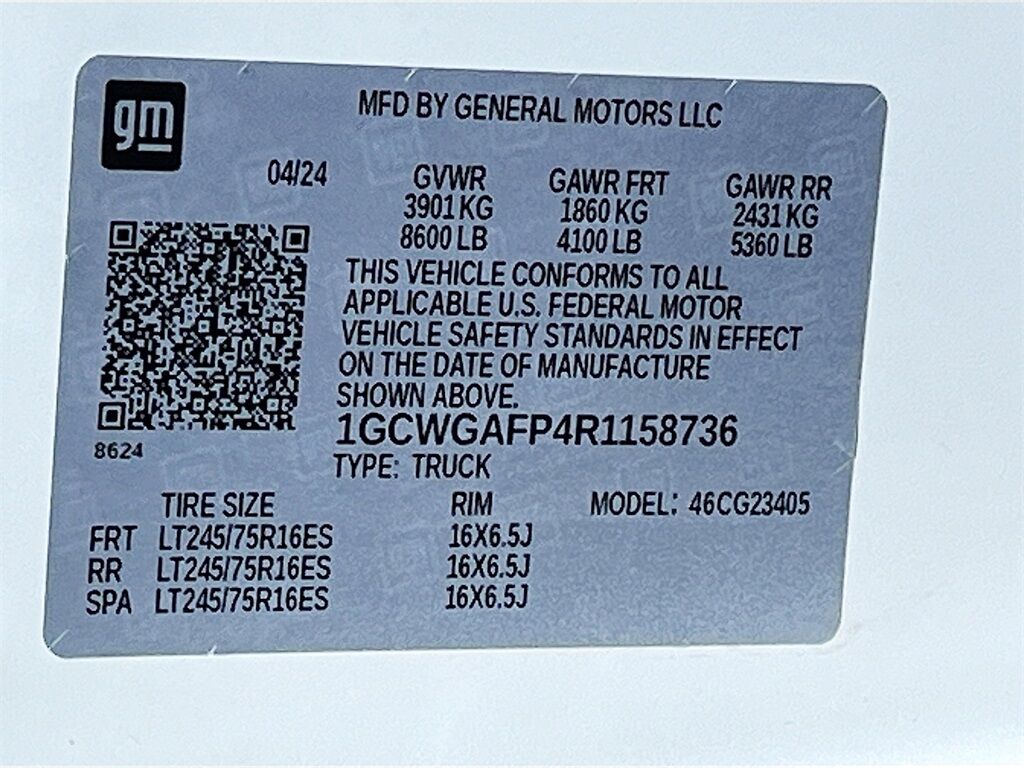 gm
MFD BY GENERAL MOTORS LLC
04/24 GVWR GAWR FRT GAWR RR
3901 KG 1860 KG 2431 KG
8600 LB 4100 LB 5360 LB
THIS VEHICLE CONFORMS TO ALL
APPLICABLE U.S. FEDERAL MOTOR
VEHICLE SAFETY STANDARDS IN EFFECT
ON THE DATE OF MANUFACTURE
SHOWN ABOVE.
1GCWGAFP4R1158736
8624
TYPE: TRUCK
TIRE SIZE RIM MODEL: 46CG23405
FRT LT245/75R16ES 16X6.5J
RR LT245/75R16ES 16X6.5J
SPA LT245/75R16ES 16X6.5J